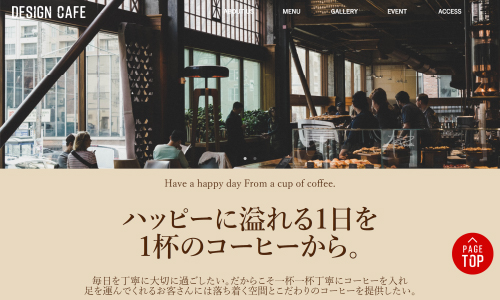 DESIGN CAFE
ABOUT US MENU GALLERY EVENT ACCESS
Have a happy day From a cup of coffee.
ハッピーに溢れる1日を
1杯のコーヒーから。
PAGE
TOP
毎日を丁寧に大切に過ごしたい。だからこそ一杯一杯丁寧にコーヒーを入れ
足を運んでくれるお客さんには落ち着く空間とこだわりのコーヒーを提供したい。